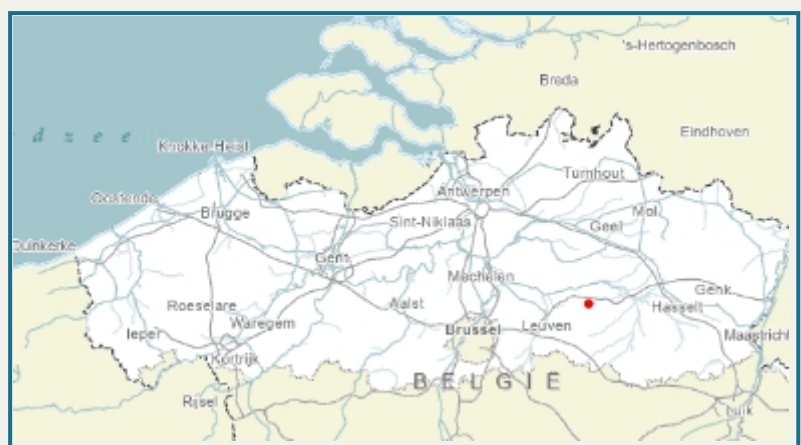 's-Hertogenbosch
Breda
d z e e
Eindhoven
Knokke-Heist
Turnhout
Oostende
Antwerpen
Brugge
Mol
Sint-Niklaas
Geel
Duinkerke
Gent
Mechelen
Genk
Roeselare
Aalst
Hasselt
Waregem
Ieper
Brussel
Leuven
Maastricht
Kortrijk
BELGIË
Rijsel
Luik